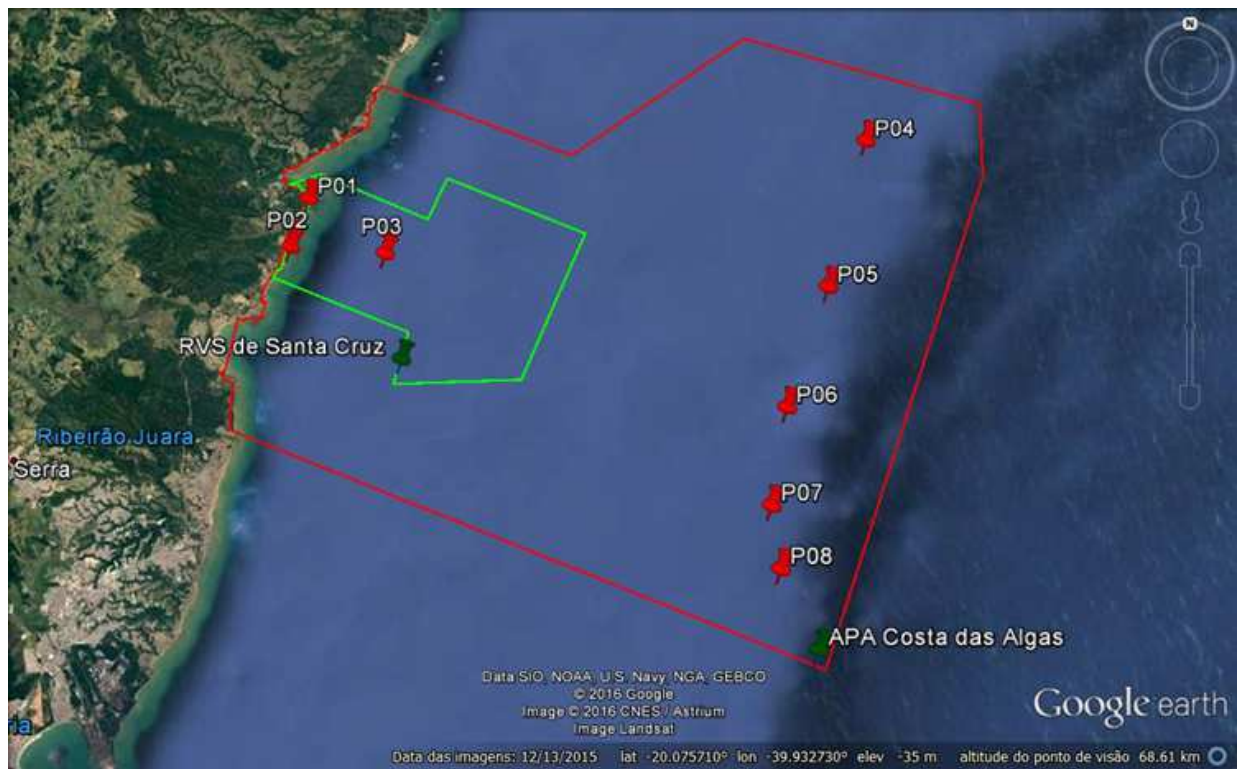 N
P04
P01
P02
P03
P05
RVS de Santa Cruz
P06
Ribeirão Juara
Serra
P07
P08
APA Costa das Algas
Data SIO, NOAA, U.S. Navy, NGA, GEBCO
© 2016 Google
Image © 2016 CNES / Astrium
Image Landsat
Google earth
ria
Data das imagens: 12/13/2015 lat -20.075710° lon -39.932730° elev -35 m altitude do ponto de visão 68.61 km